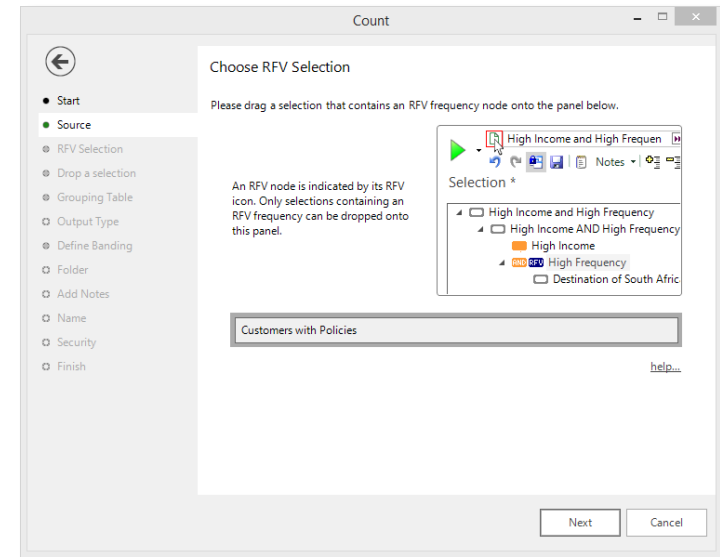 Count
Choose RFV Selection
Start
Source
RFV Selection
Drop a selection
Grouping Table
Output Type
Define Banding
Folder
Add Notes
Name
Security
Finish
Please drag a selection that contains an RFV frequency node onto the panel below.
An RFV node is indicated by its RFV
icon. Only selections containing an
RFV frequency can be dropped onto
this panel.
High Income and High Frequen
Notes
Selection *
High Income and High Frequency
High Income AND High Frequency
High Income
AND RFV High Frequency
Destination of South Afric
Customers with Policies
help...
Next Cancel